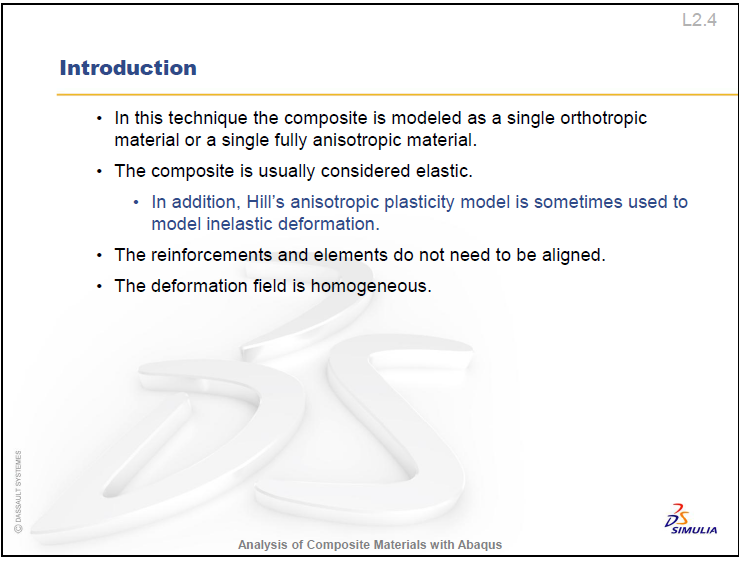 L2.4
Introduction
• In this technique the composite is modeled as a single orthotropic
material or a single fully anisotropic material.
• The composite is usually considered elastic.
• In addition, Hill’s anisotropic plasticity model is sometimes used to
model inelastic deformation.
• The reinforcements and elements do not need to be aligned.
• The deformation field is homogeneous.
© DASSAULT SYSTEMES
SIMULIA
Analysis of Composite Materials with Abaqus